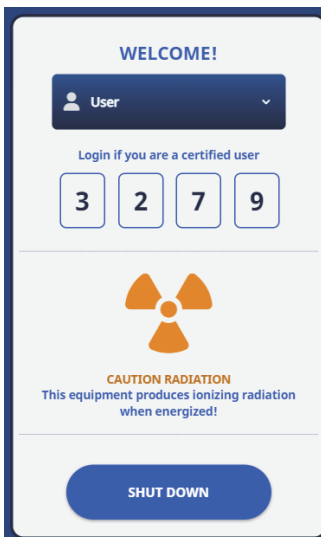 WELCOME!
User
Login if you are a certified user
3 2 7 9
CAUTION RADIATION
This equipment produces ionizing radiation
when energized!
SHUT DOWN